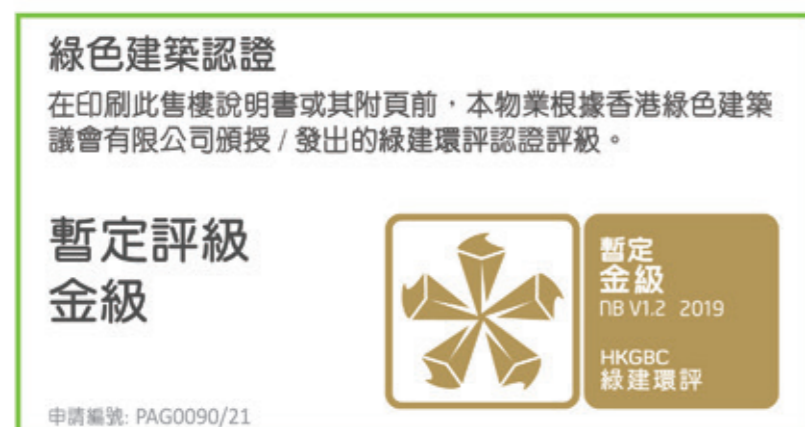 綠色建築認證
在印刷此售樓說明書或其附頁前，本物業根據香港綠色建築
議會有限公司頒授 / 發出的綠建環評認證評級。
暫定評級
金級
暫定
金級
NB V1.2 2019
HKGBC
綠建環評
申請編號: PAG0090/21